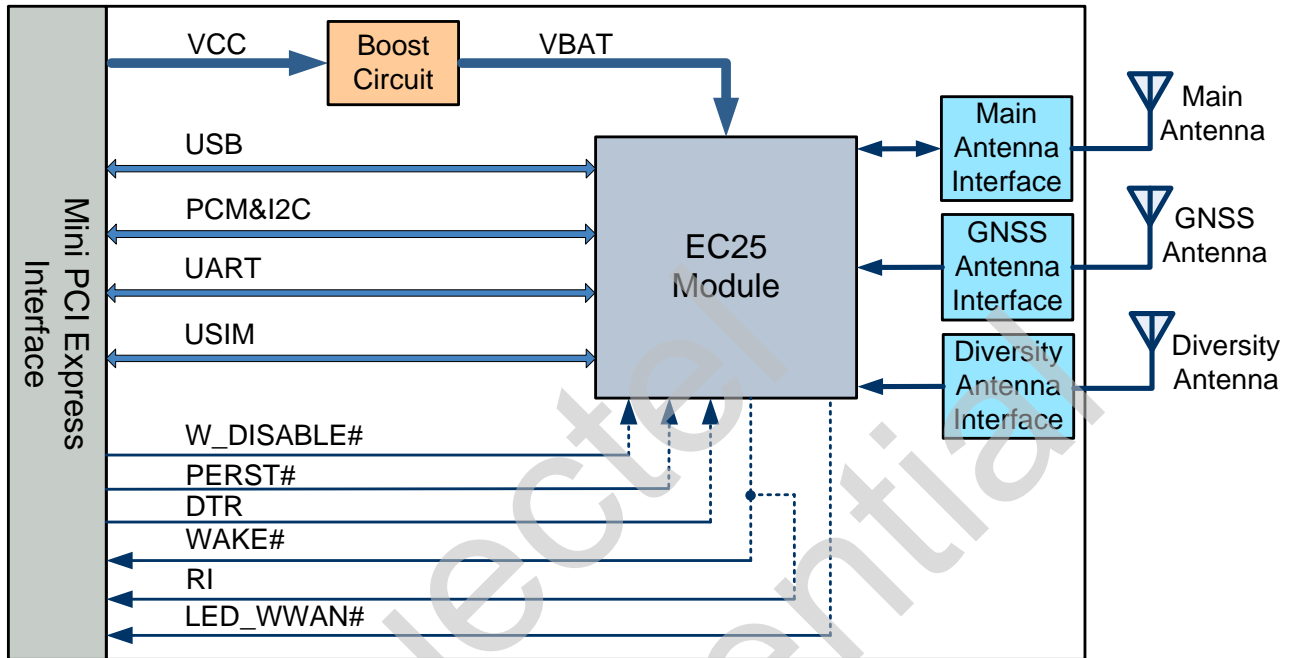 VCC
Boost
Circuit
VBAT
USB
PCM&I2C
UART
USIM
W_DISABLE#
PERST#
DTR
WAKE#
RI
LED_WWAN#
Mini PCI Express
Interface
EC25
Module
Main
Antenna
Interface
GNSS
Antenna
Interface
Diversity
Antenna
Interface
Main
Antenna
GNSS
Antenna
Diversity
Antenna